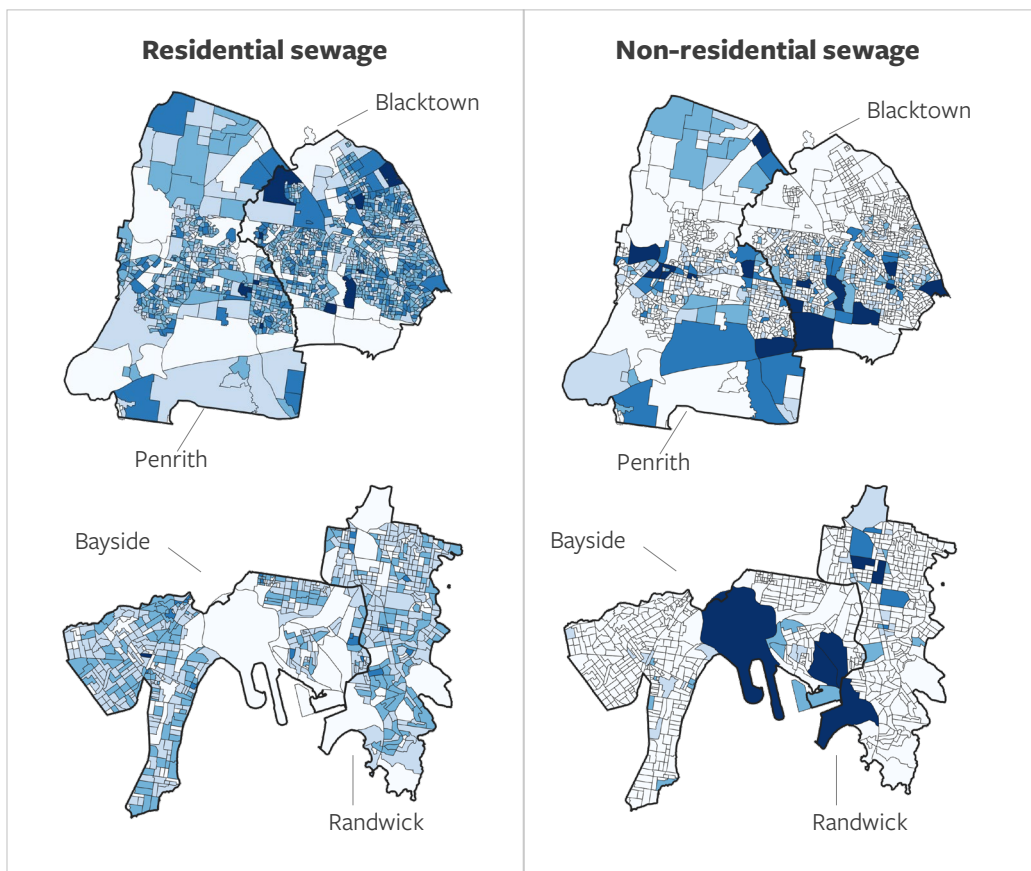 Residential sewage
Blacktown
Penrith
Bayside
Randwick
Non-residential sewage
Blacktown
Penrith
Bayside
Randwick